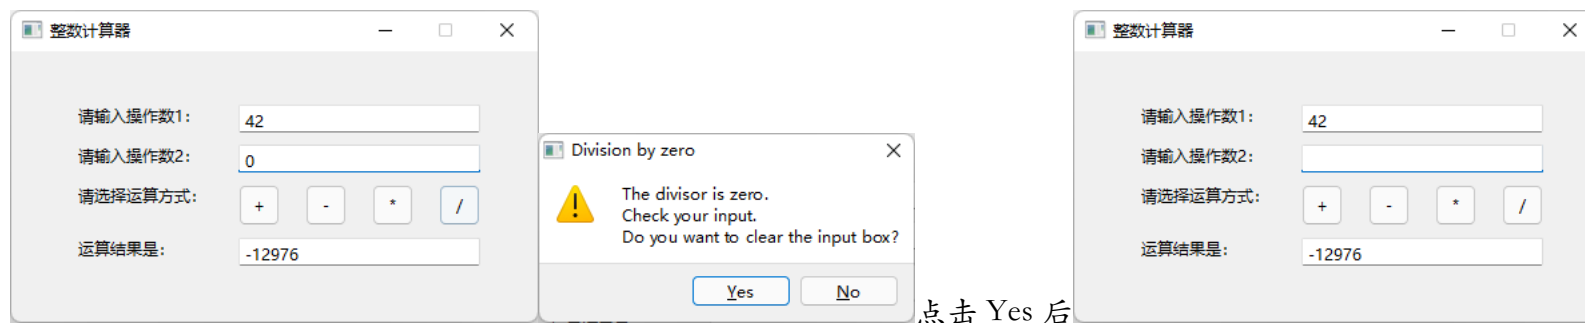 整数计算器
请输入操作数1:
42
请输入操作数2:
0
请选择运算方式:
+ - * /
运算结果是:
-12976
Division by zero
The divisor is zero.
Check your input.
Do you want to clear the input box?
Yes No
点击 Yes 后
整数计算器
请输入操作数1:
42
请输入操作数2:
请选择运算方式:
+ - * /
运算结果是:
-12976